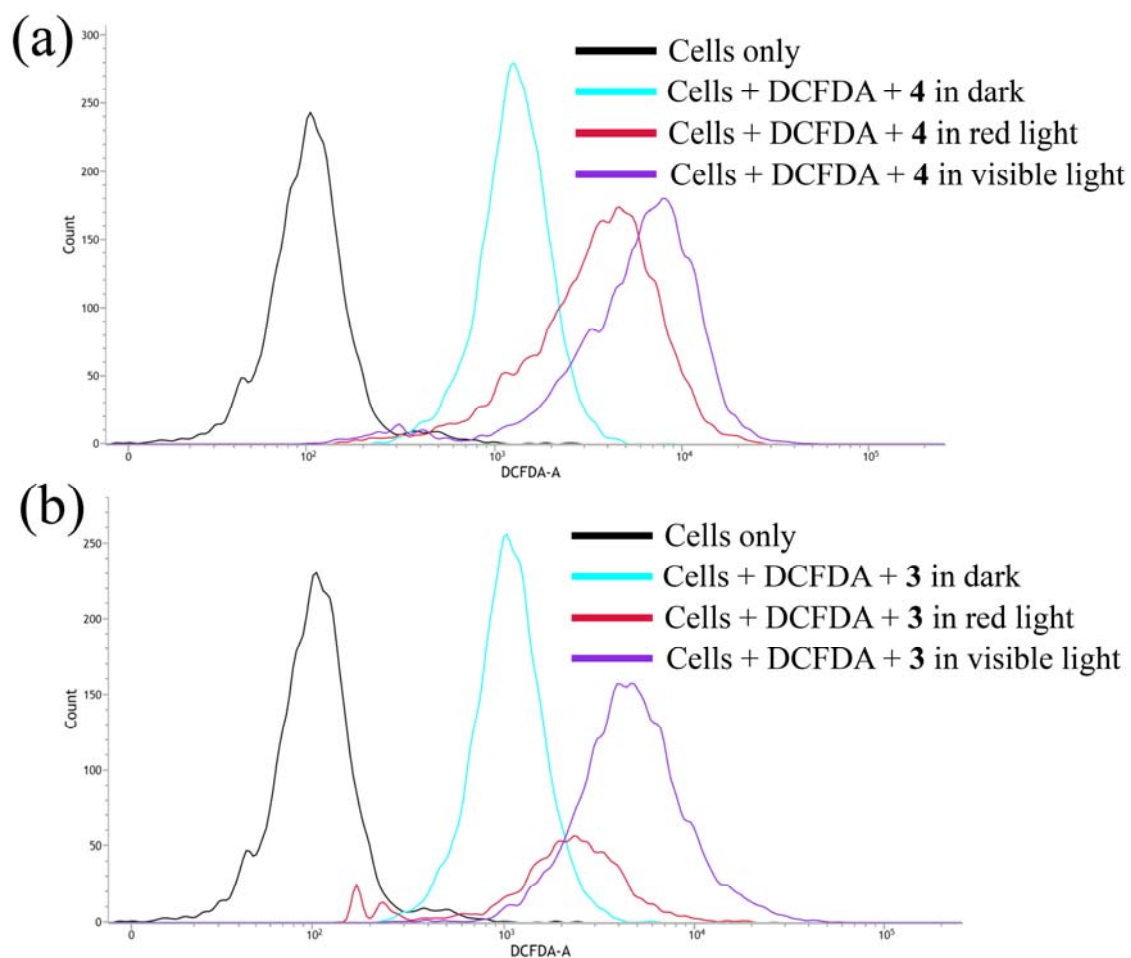 (a)
Cells only
Cells + DCFDA + 4 in dark
Cells + DCFDA + 4 in red light
Cells + DCFDA + 4 in visible light
300
250
200
150
100
50
0
Count
0 10² 10³ 10⁴ 10⁵
DCFDA-A
(b)
Cells only
Cells + DCFDA + 3 in dark
Cells + DCFDA + 3 in red light
Cells + DCFDA + 3 in visible light
250
200
150
100
50
0
Count
0 10² 10³ 10⁴ 10⁵
DCFDA-A